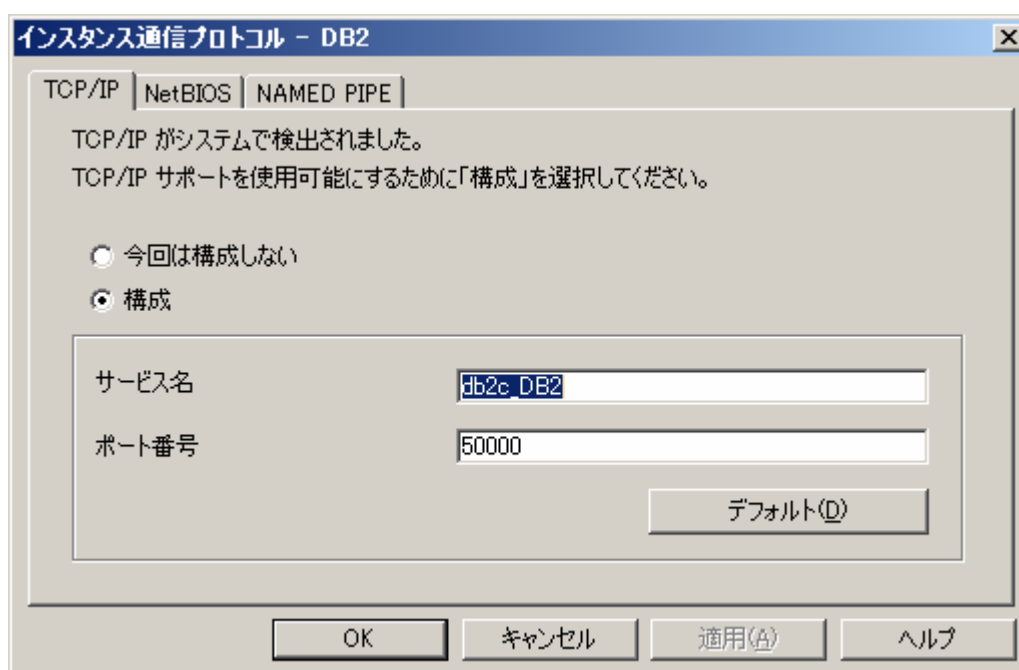 インスタンス通信プロトコル - DB2
TCP/IP NetBIOS NAMED PIPE
TCP/IP がシステムで検出されました。
TCP/IP サポートを使用可能にするために「構成」を選択してください。
今回は構成しない
構成
サービス名 db2c_DB2
ポート番号 50000
デフォルト(D)
OK キャンセル 適用(A) ヘルプ